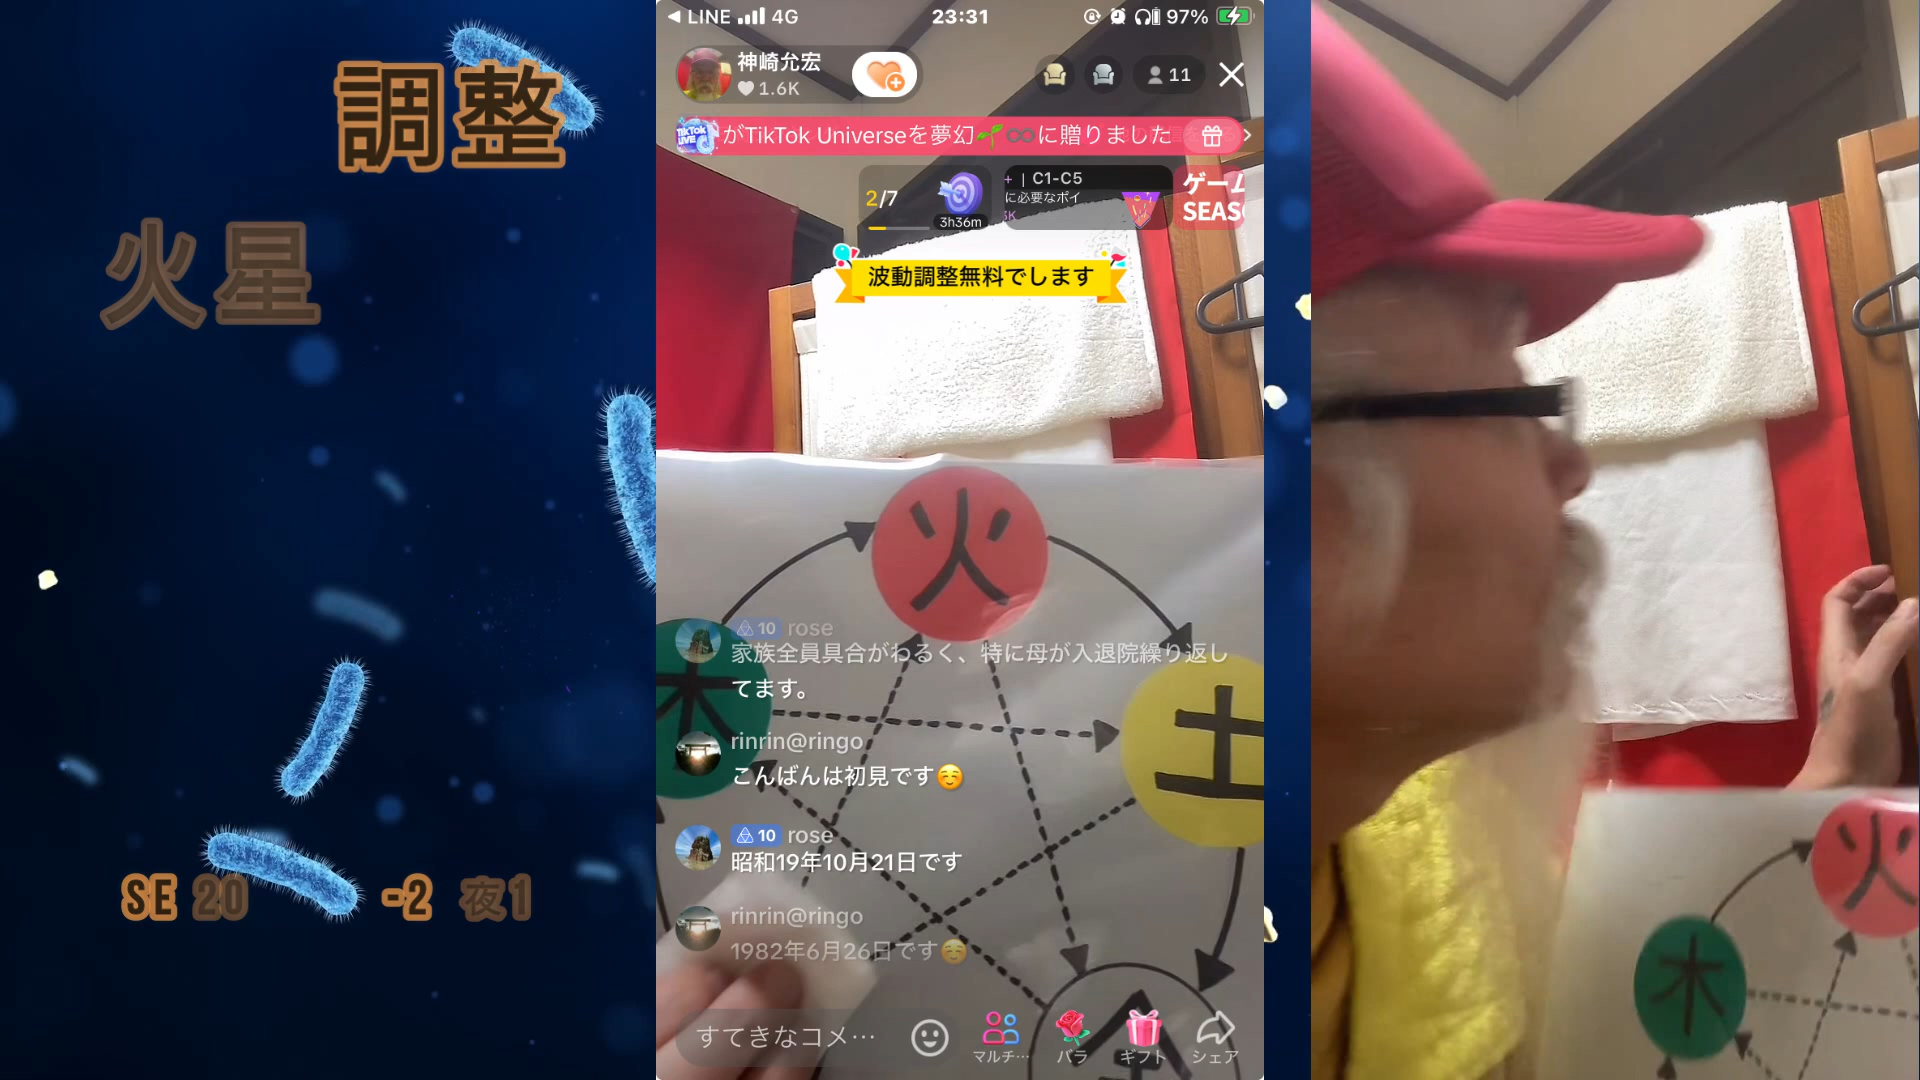 調整
火星
SE 20 -2 夜1
LINE 4G 23:31 97%
神崎允宏
1.6K
11
TikTok LIVE
がTikTok Universeを夢幻🌱♾️に贈りました
2/7
3h36m
| C1-C5
に必要なポイ
ゲーム
波動調整無料でします
火
木
土
金
10 rose
家族全員具合がわるく、特に母が入退院繰り返し
てます。
rinrin@ringo
こんばんは初見です☺️
10 rose
昭和19年10月21日です
rinrin@ringo
1982年6月26日です☺️
すてきなコメ…
マルチ…
バラ
ギフト
シェア
火
木